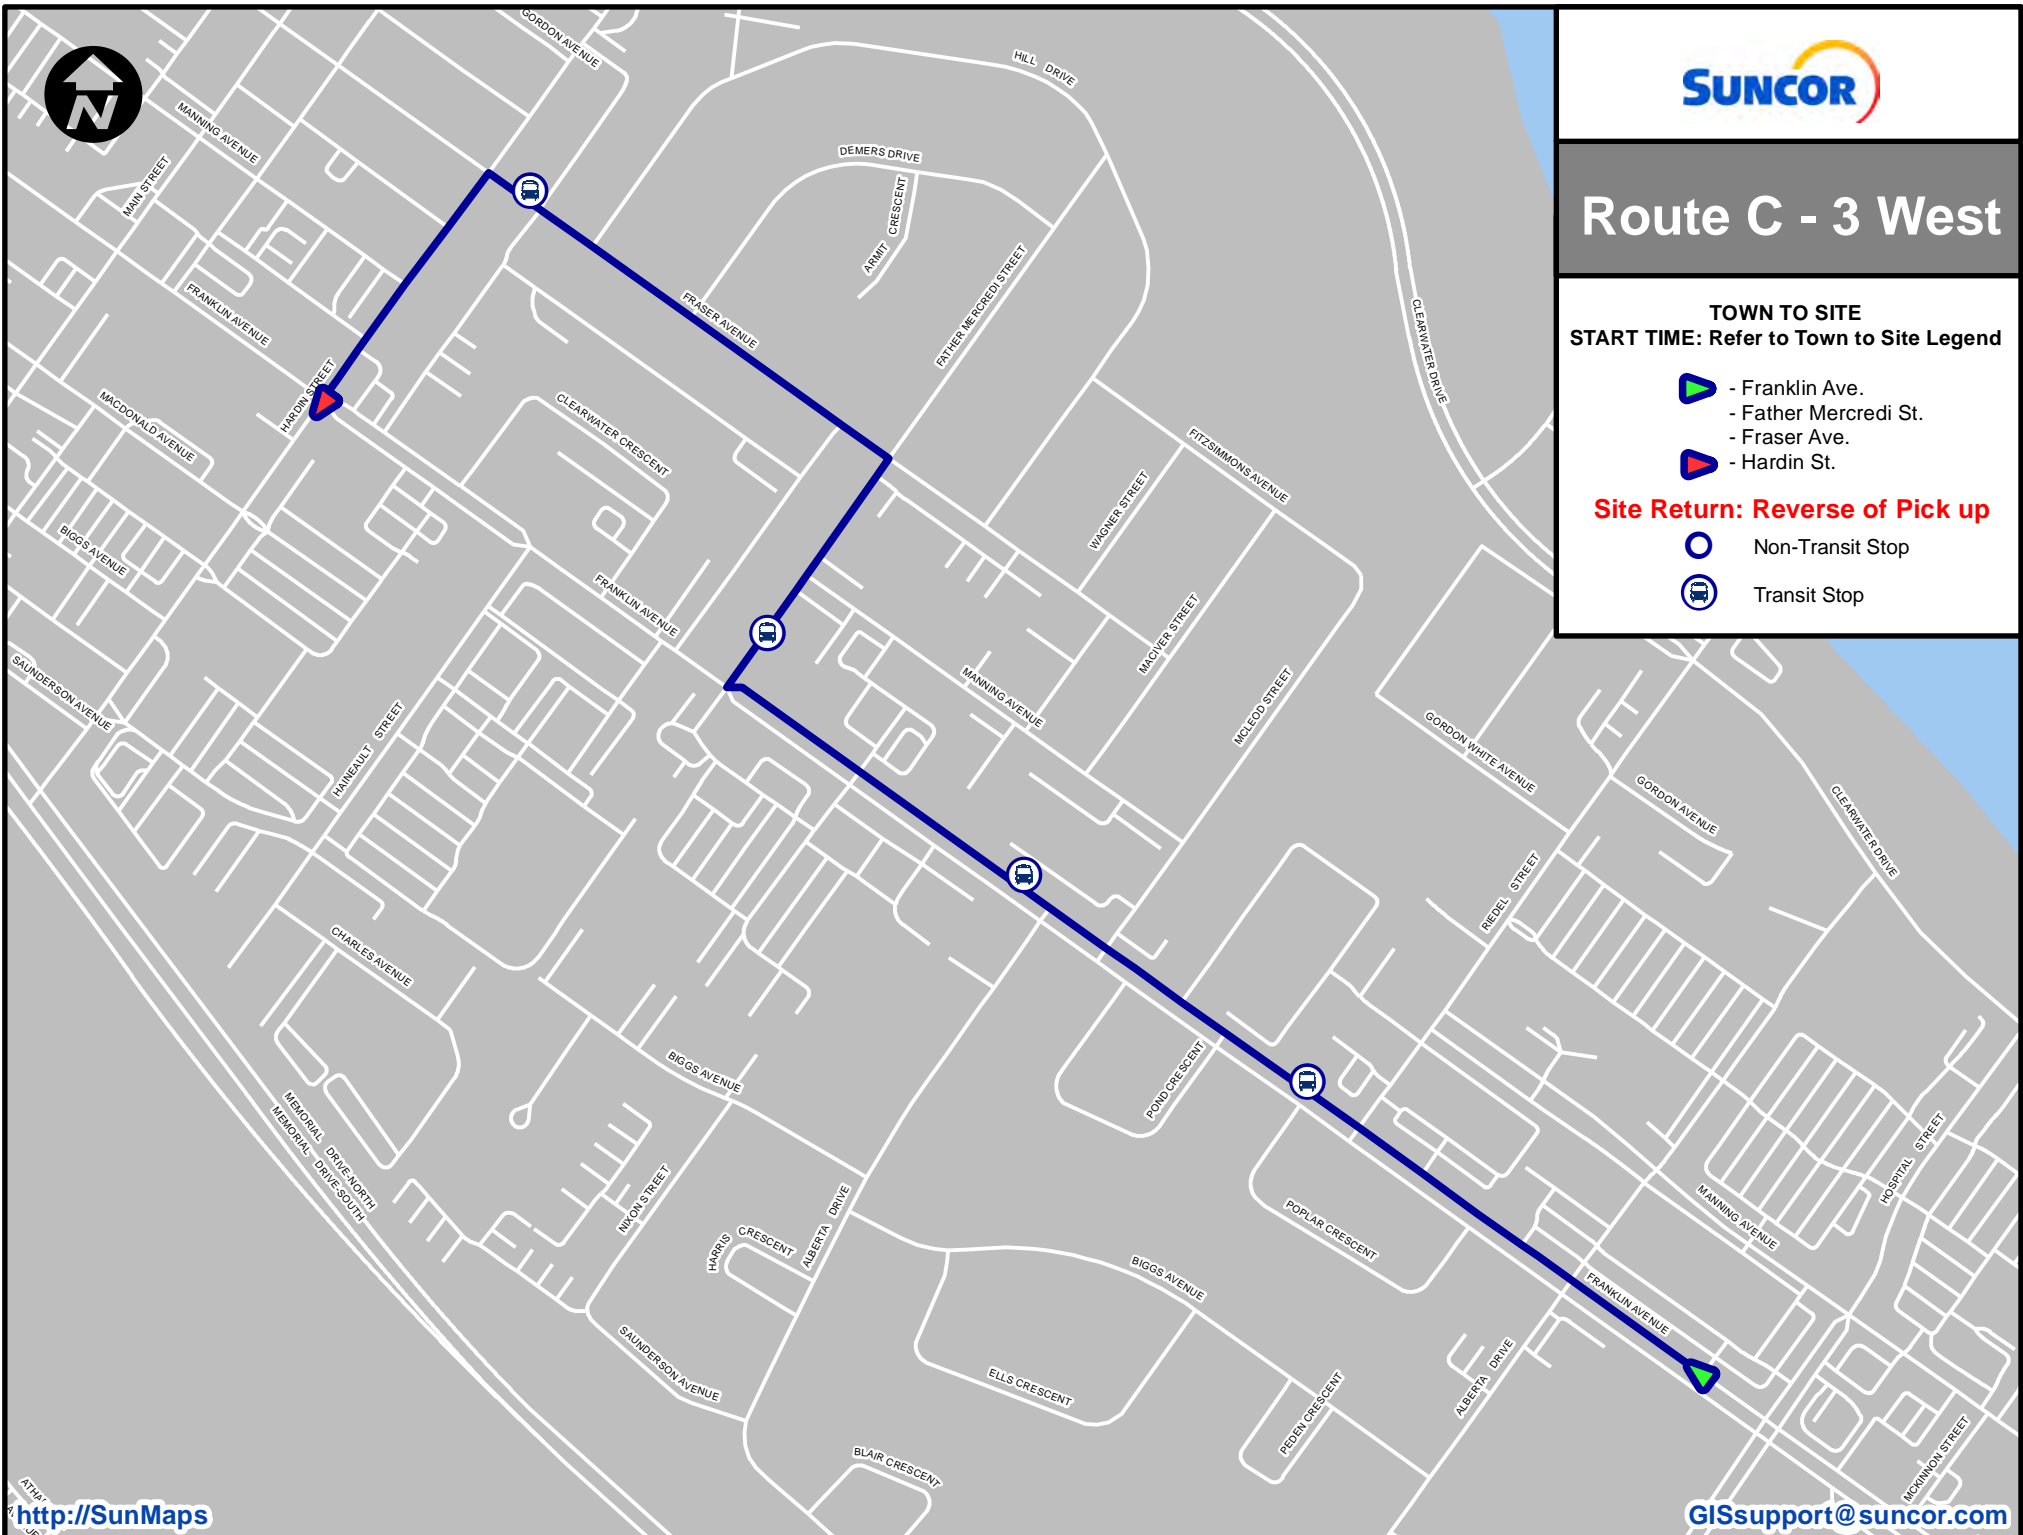 SUNCOR
Route C - 3 West
TOWN TO SITE
START TIME: Refer to Town to Site Legend
- Franklin Ave.
- Father Mercredi St.
- Fraser Ave.
- Hardin St.
Site Return: Reverse of Pick up
Non-Transit Stop
Transit Stop
N
GORDON AVENUE
HILL DRIVE
MANNING AVENUE
MAIN STREET
DEMERS DRIVE
ARMIT CRESCENT
FATHER MERCREDI STREET
FRASER AVENUE
FRANKLIN AVENUE
HARDIN STREET
CLEARWATER DRIVE
MACDONALD AVENUE
CLEARWATER CRESCENT
FITZSIMMONS AVENUE
WAGNER STREET
BIGGS AVENUE
FRANKLIN AVENUE
MACIVER STREET
MANNING AVENUE
MCLEOD STREET
SAUNDERSON AVENUE
HAINEAULT STREET
GORDON WHITE AVENUE
GORDON AVENUE
CLEARWATER DRIVE
RIEDEL STREET
CHARLES AVENUE
BIGGS AVENUE
POND CRESCENT
MEMORIAL DRIVE-NORTH
MEMORIAL DRIVE-SOUTH
NIXON STREET
HARRIS CRESCENT
ALBERTA DRIVE
POPLAR CRESCENT
HOSPITAL STREET
MANNING AVENUE
BIGGS AVENUE
FRANKLIN AVENUE
SAUNDERSON AVENUE
ELLS CRESCENT
ALBERTA DRIVE
PEDEN CRESCENT
BLAIR CRESCENT
MCKINNON STREET
http://SunMaps
GISsupport@suncor.com